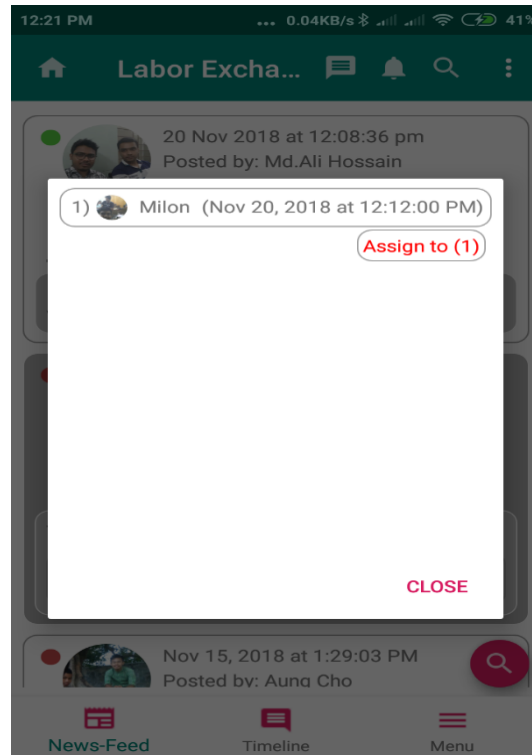 12:21 PM ... 0.04KB/s 41%
Labor Excha...
20 Nov 2018 at 12:08:36 pm
Posted by: Md.Ali Hossain
1) Milon (Nov 20, 2018 at 12:12:00 PM)
Assign to (1)
CLOSE
Nov 15, 2018 at 1:29:03 PM
Posted by: Aung Cho
News-Feed Timeline Menu